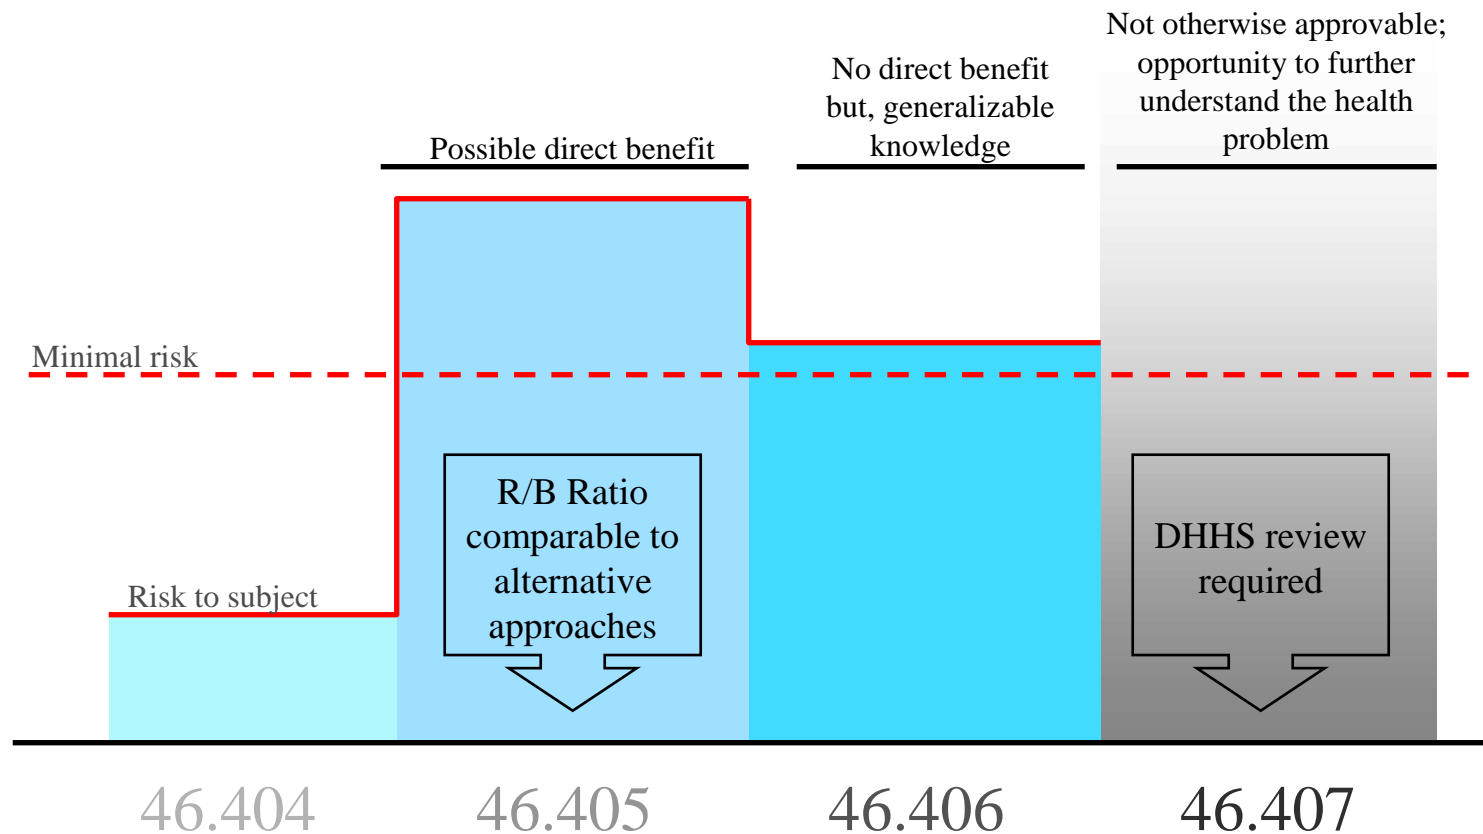 Not otherwise approvable;
opportunity to further
understand the health
problem
No direct benefit
but, generalizable
knowledge
Possible direct benefit
Minimal risk
Risk to subject
R/B Ratio
comparable to
alternative
approaches
DHHS review
required
46.404
46.405
46.406
46.407